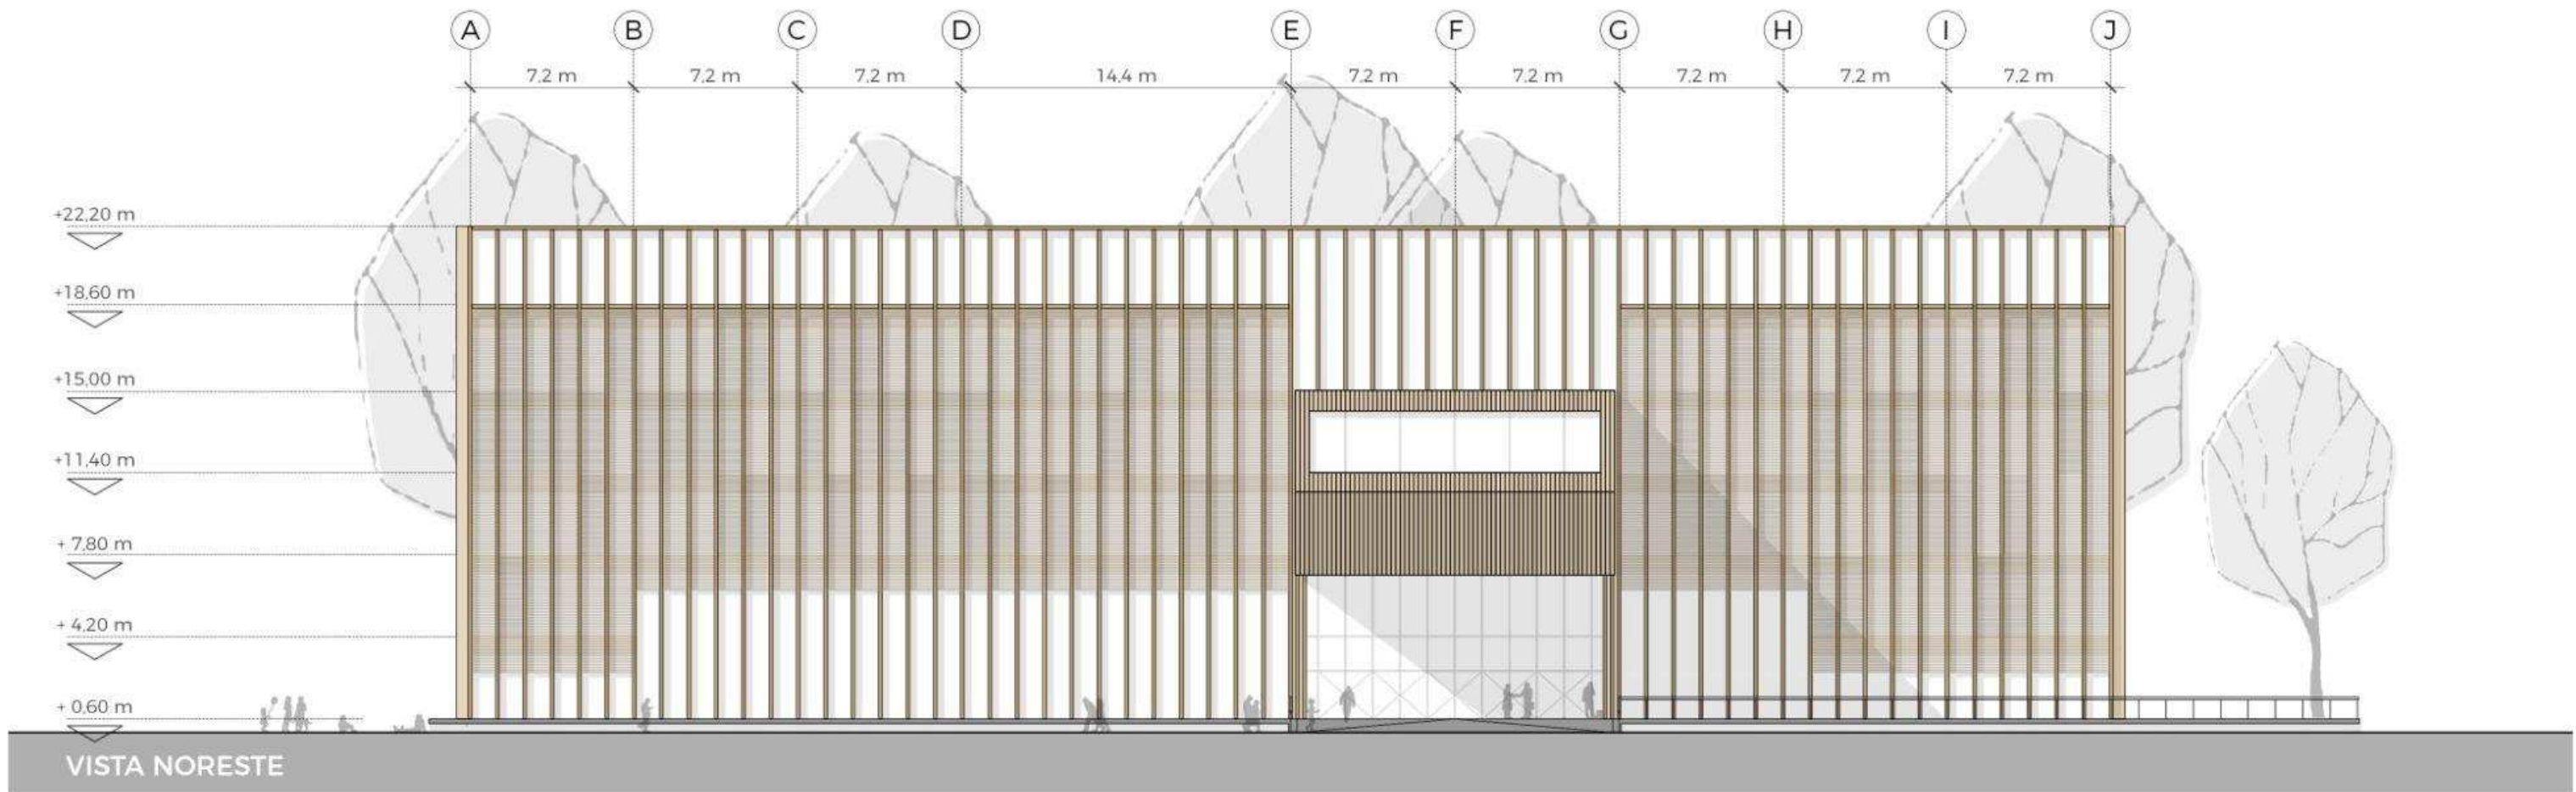 A B C D E F G H I J
7,2 m 7,2 m 7,2 m 14,4 m 7,2 m 7,2 m 7,2 m 7,2 m 7,2 m
+22,20 m
+18,60 m
+15,00 m
+11,40 m
+ 7,80 m
+ 4,20 m
+ 0,60 m
VISTA NORESTE